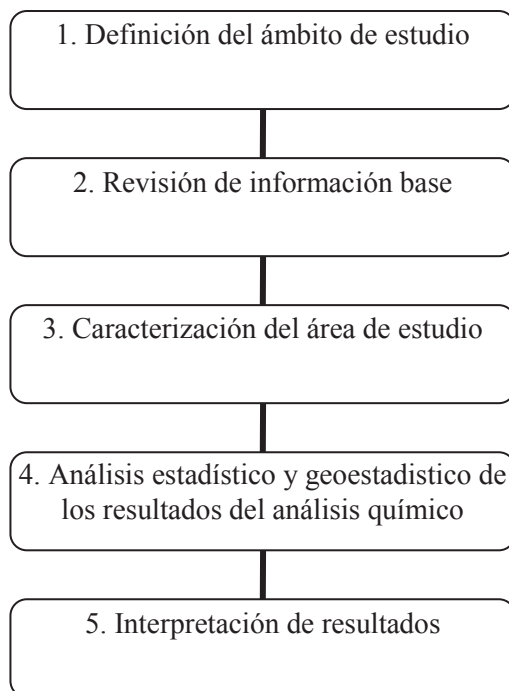 1. Definición del ámbito de estudio
2. Revisión de información base
3. Caracterización del área de estudio
4. Análisis estadístico y geoestadistico de
los resultados del análisis químico
5. Interpretación de resultados